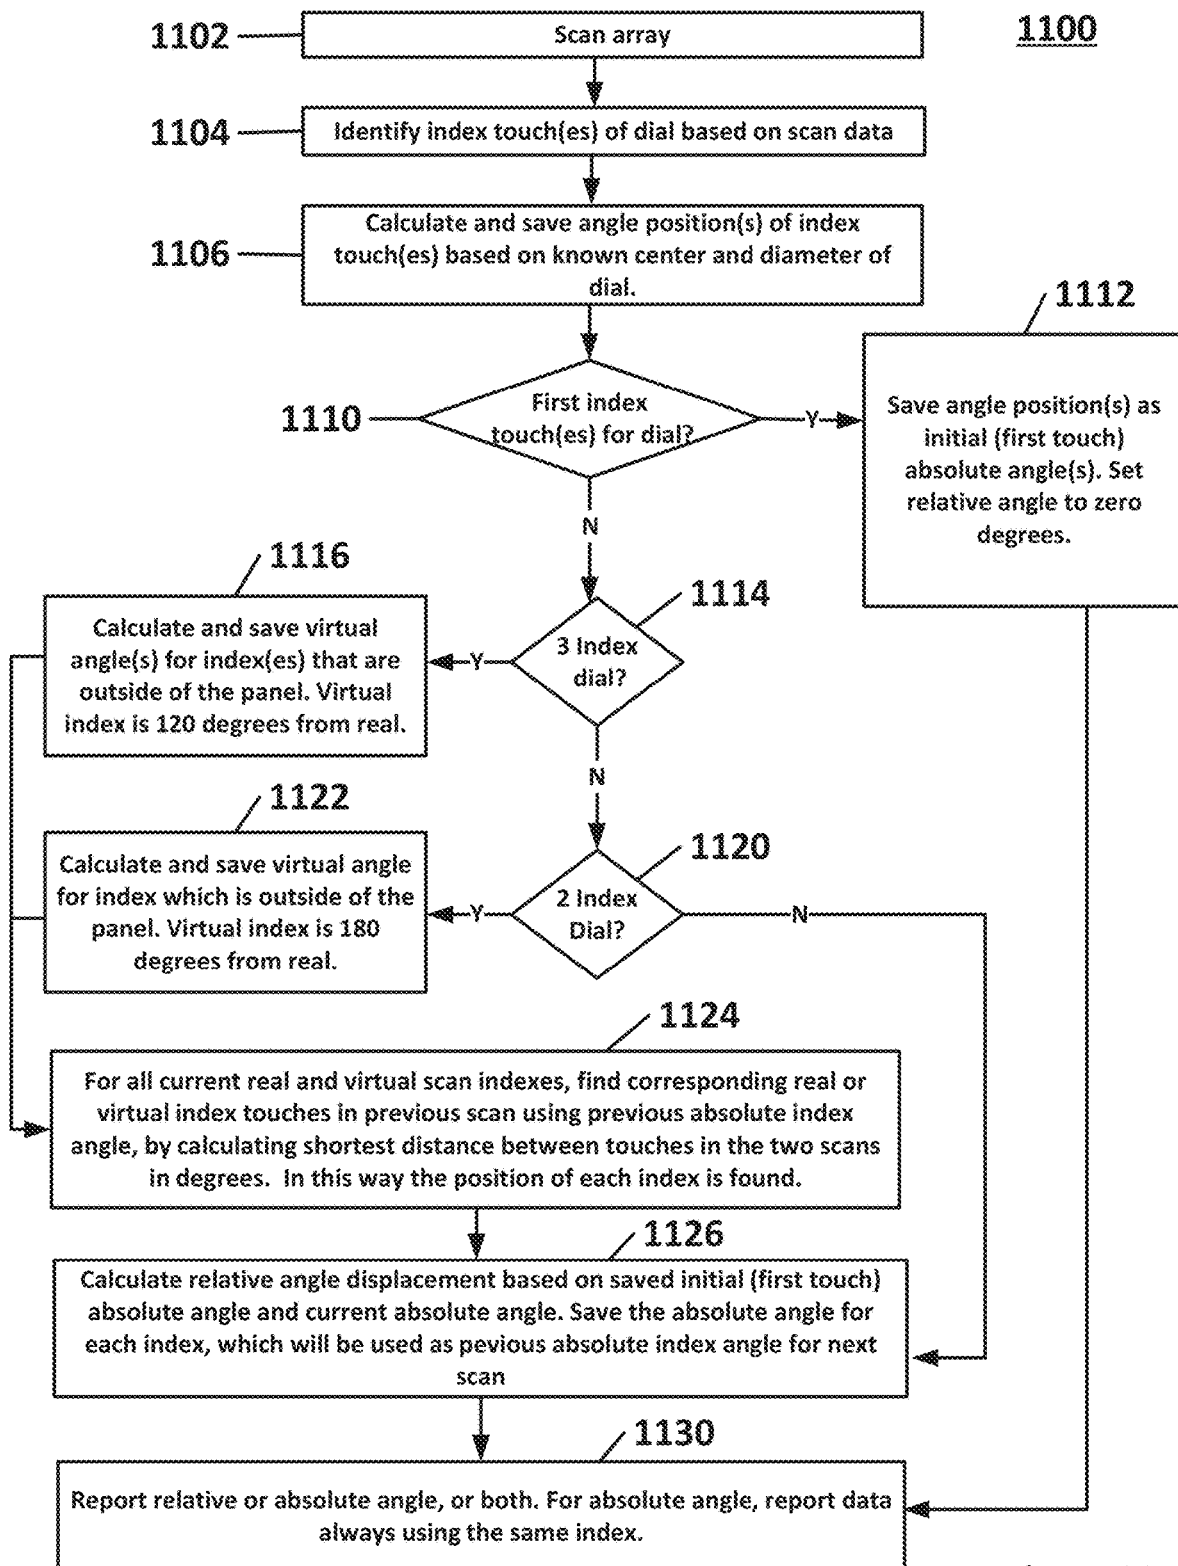 1100
1102
Scan array
1104
Identify index touch(es) of dial based on scan data
1106
Calculate and save angle position(s) of index
touch(es) based on known center and diameter of
dial.
1112
Save angle position(s) as
initial (first touch)
absolute angle(s). Set
relative angle to zero
degrees.
1110
First index
touch(es) for dial?
Y
N
1116
Calculate and save virtual
angle(s) for index(es) that are
outside of the panel. Virtual
index is 120 degrees from real.
1114
3 Index
dial?
Y
N
1122
Calculate and save virtual angle
for index which is outside of the
panel. Virtual index is 180
degrees from real.
1120
2 Index
Dial?
Y
N
1124
For all current real and virtual scan indexes, find corresponding real or
virtual index touches in previous scan using previous absolute index
angle, by calculating shortest distance between touches in the two scans
in degrees.  In this way the position of each index is found.
1126
Calculate relative angle displacement based on saved initial (first touch)
absolute angle and current absolute angle. Save the absolute angle for
each index, which will be used as pevious absolute index angle for next
scan
1130
Report relative or absolute angle, or both. For absolute angle, report data
always using the same index.